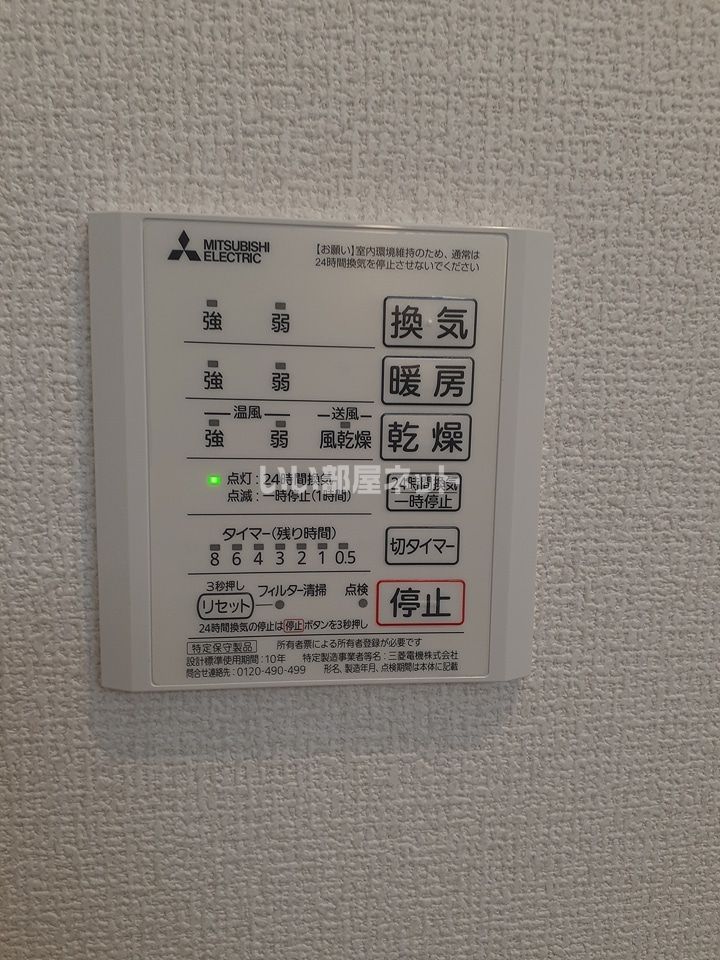 MITSUBISHI
ELECTRIC
【お願い】室内環境維持のため、通常は
24時間換気を停止させないでください
強 弱 換気
強 弱 暖房
温風 送風
強 弱 風乾燥 乾燥
点灯:24時間換気
点滅:一時停止(1時間)
24時間換気
一時停止
いい部屋ネット
タイマー(残り時間)
8 6 4 3 2 1 0.5
切タイマー
3秒押し
リセット フィルター清掃 点検
停止
24時間換気の停止は停止ボタンを3秒押し
特定保守製品 所有者票による所有者登録が必要です
設計標準使用期間:10年 特定製造事業者等名:三菱電機株式会社
問合せ連絡先:0120-490-499 形名、製造年月、点検期間は本体に記載